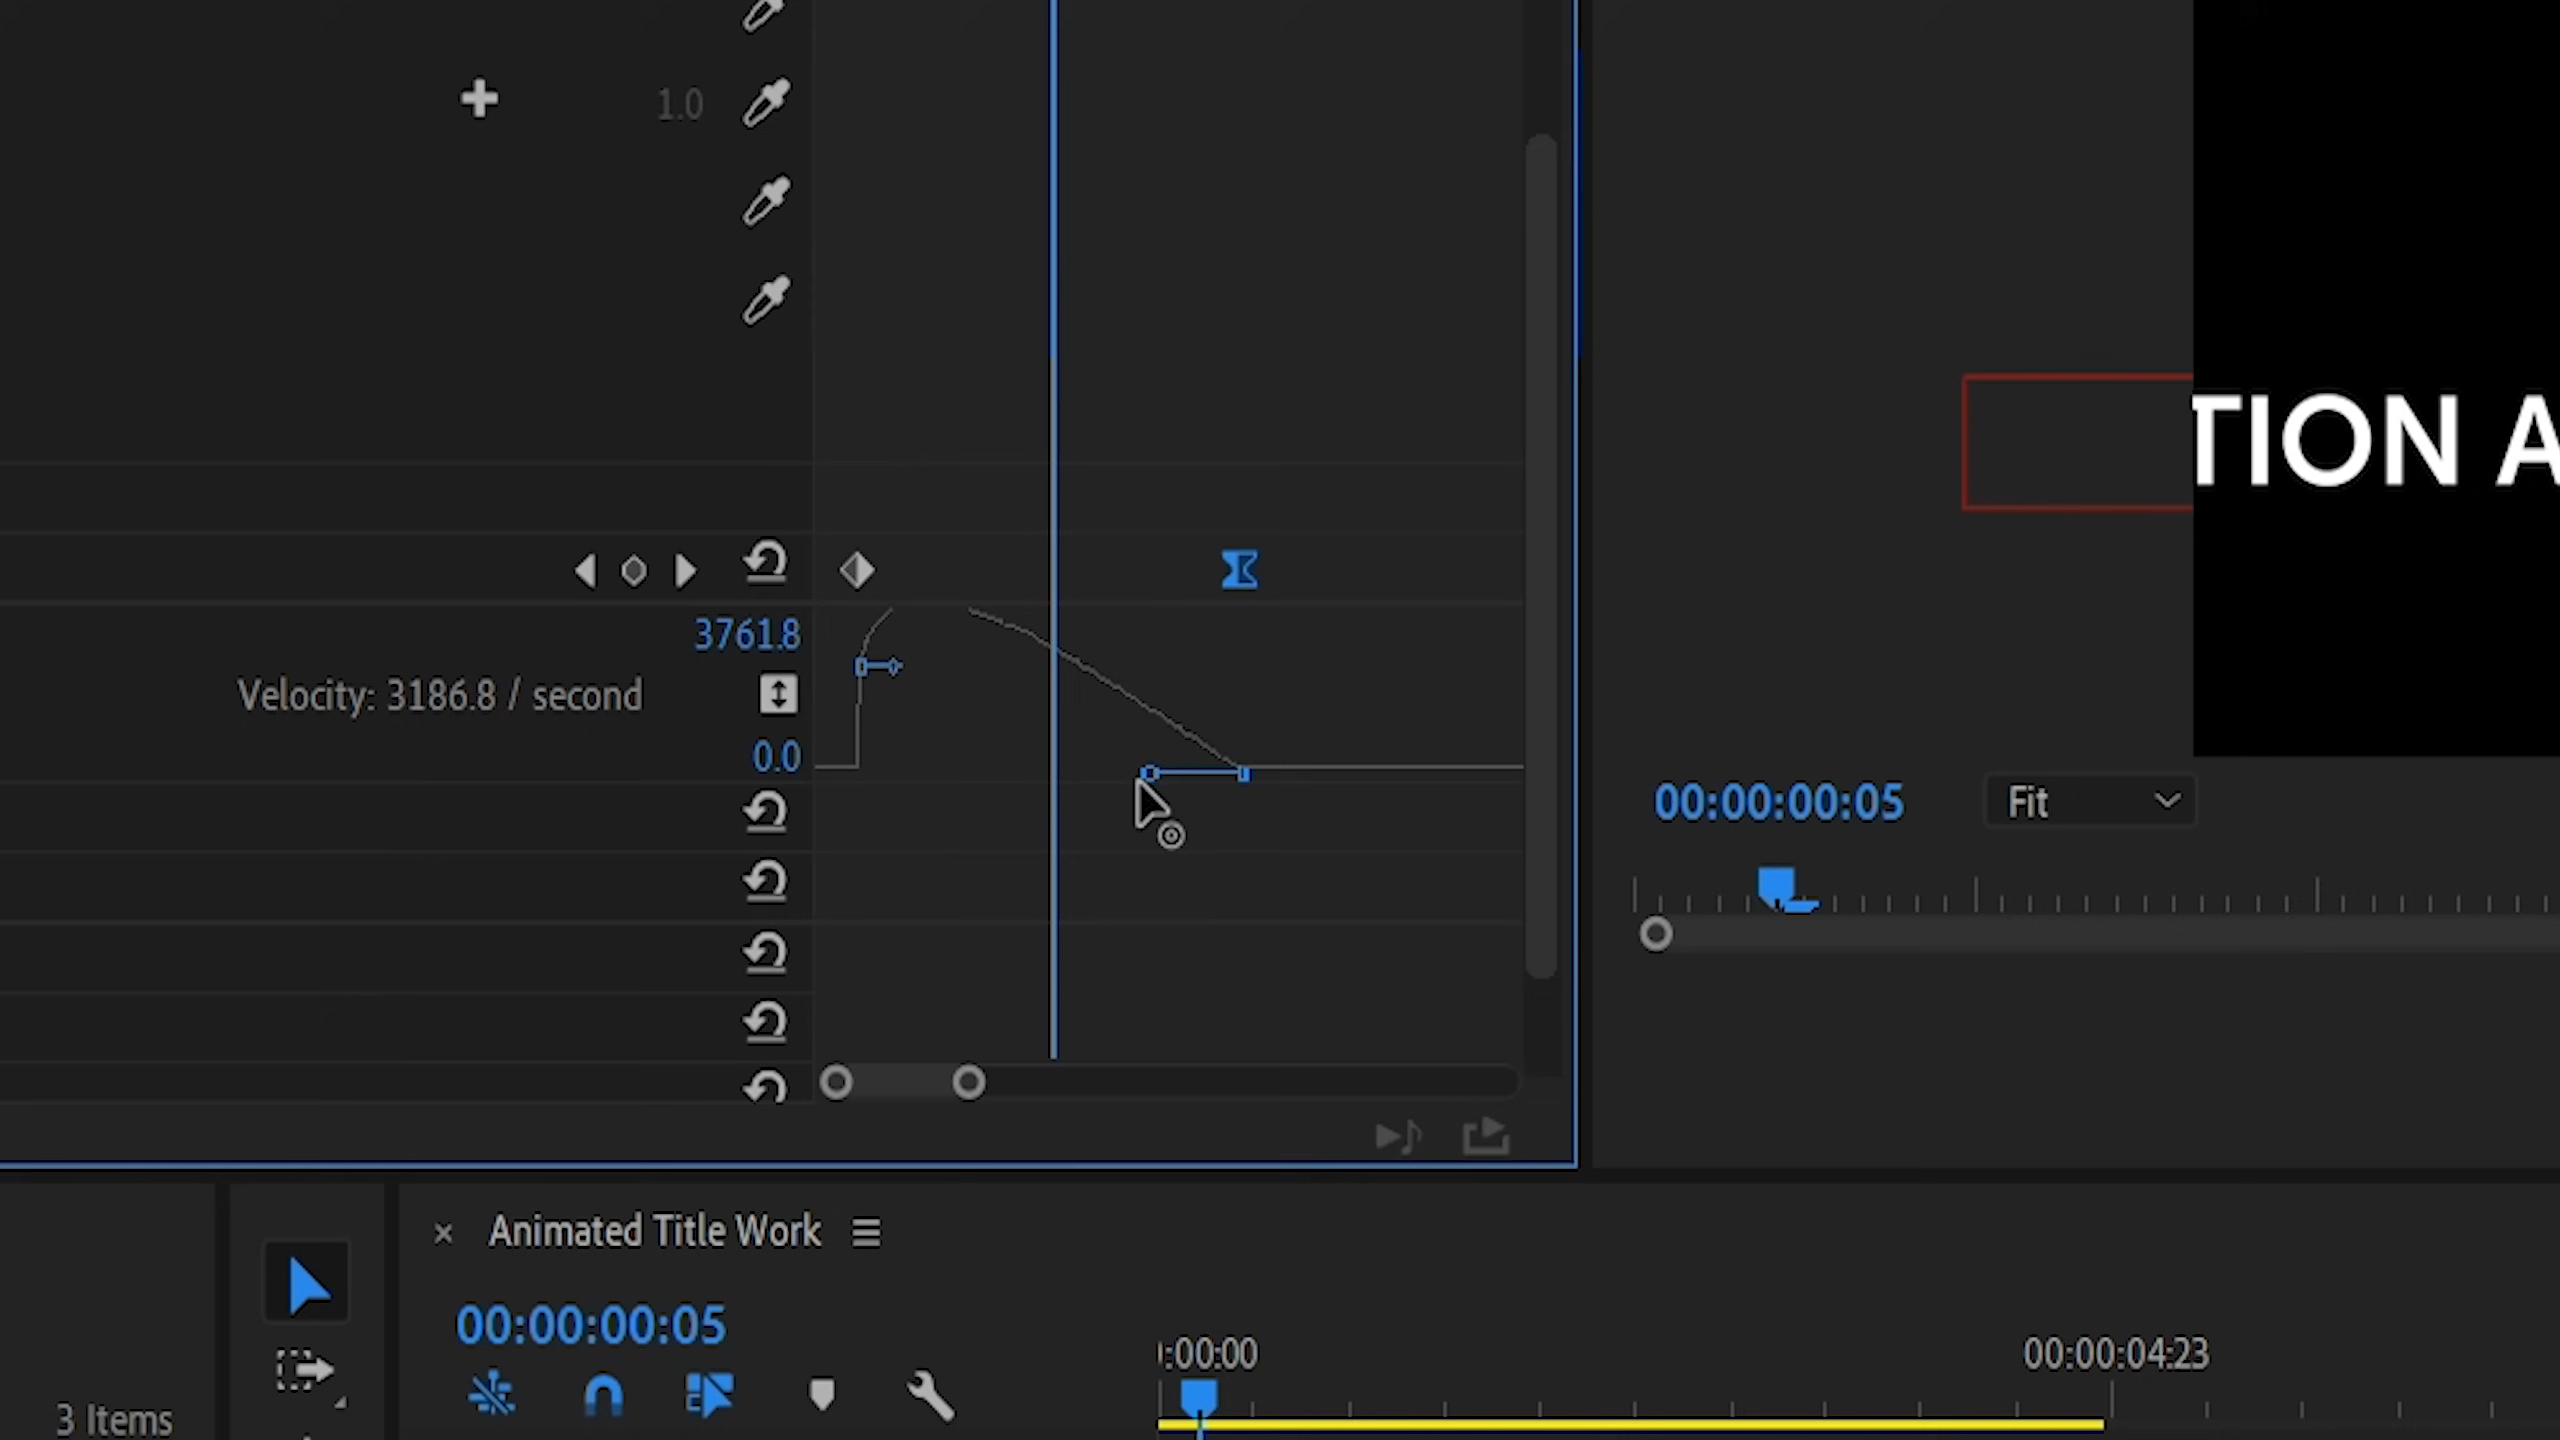 1.0
TION A
3761.8
Velocity: 3186.8 / second
0.0
00:00:00:05
Fit
× Animated Title Work
00:00:00:05
:00:00
00:00:04:23
3 Items